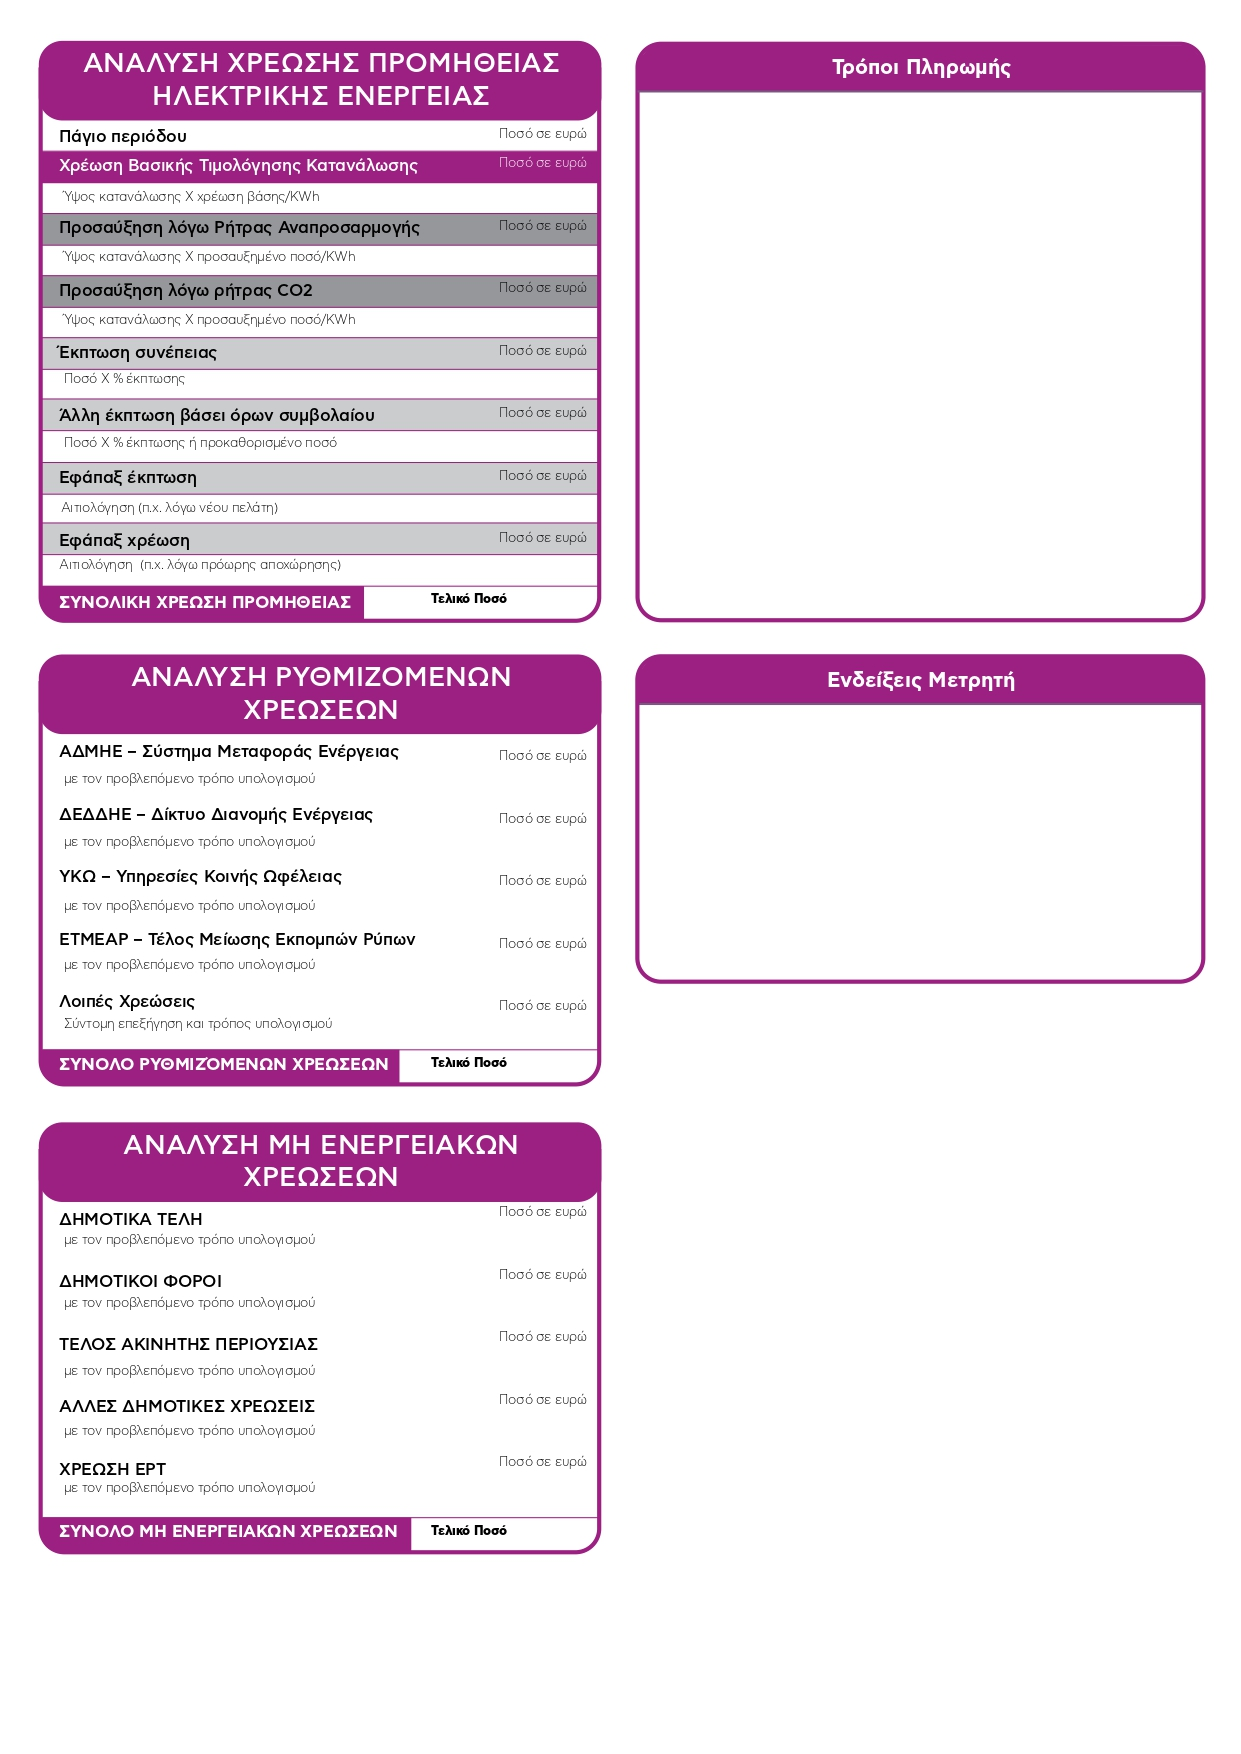 ΑΝΑΛΥΣΗ ΧΡΕΩΣΗΣ ΠΡΟΜΗΘΕΙΑΣ
ΗΛΕΚΤΡΙΚΗΣ ΕΝΕΡΓΕΙΑΣ
Πάγιο περιόδου Ποσό σε ευρώ
Χρέωση Βασικής Τιμολόγησης Κατανάλωσης Ποσό σε ευρώ
Ύψος κατανάλωσης Χ χρέωση βάσης/KWh
Προσαύξηση λόγω Ρήτρας Αναπροσαρμογής Ποσό σε ευρώ
Ύψος κατανάλωσης Χ προσαυξημένο ποσό/KWh
Προσαύξηση λόγω ρήτρας CO2 Ποσό σε ευρώ
Ύψος κατανάλωσης Χ προσαυξημένο ποσό/KWh
Έκπτωση συνέπειας Ποσό σε ευρώ
Ποσό Χ % έκπτωσης
Άλλη έκπτωση βάσει όρων συμβολαίου Ποσό σε ευρώ
Ποσό Χ % έκπτωσης ή προκαθορισμένο ποσό
Εφάπαξ έκπτωση Ποσό σε ευρώ
Αιτιολόγηση (π.χ. λόγω νέου πελάτη)
Εφάπαξ χρέωση Ποσό σε ευρώ
Αιτιολόγηση (π.χ. λόγω πρόωρης αποχώρησης)
ΣΥΝΟΛΙΚΗ ΧΡΕΩΣΗ ΠΡΟΜΗΘΕΙΑΣ Τελικό Ποσό
Τρόποι Πληρωμής
ΑΝΑΛΥΣΗ ΡΥΘΜΙΖΟΜΕΝΩΝ
ΧΡΕΩΣΕΩΝ
ΑΔΜΗΕ – Σύστημα Μεταφοράς Ενέργειας Ποσό σε ευρώ
με τον προβλεπόμενο τρόπο υπολογισμού
ΔΕΔΔΗΕ – Δίκτυο Διανομής Ενέργειας Ποσό σε ευρώ
με τον προβλεπόμενο τρόπο υπολογισμού
ΥΚΩ – Υπηρεσίες Κοινής Ωφέλειας Ποσό σε ευρώ
με τον προβλεπόμενο τρόπο υπολογισμού
ΕΤΜΕΑΡ – Τέλος Μείωσης Εκπομπών Ρύπων Ποσό σε ευρώ
με τον προβλεπόμενο τρόπο υπολογισμού
Λοιπές Χρεώσεις Ποσό σε ευρώ
Σύντομη επεξήγηση και τρόπος υπολογισμού
ΣΥΝΟΛΟ ΡΥΘΜΙΖΌΜΕΝΩΝ ΧΡΕΩΣΕΩΝ Τελικό Ποσό
Ενδείξεις Μετρητή
ΑΝΑΛΥΣΗ ΜΗ ΕΝΕΡΓΕΙΑΚΩΝ
ΧΡΕΩΣΕΩΝ
ΔΗΜΟΤΙΚΑ ΤΕΛΗ Ποσό σε ευρώ
με τον προβλεπόμενο τρόπο υπολογισμού
ΔΗΜΟΤΙΚΟΙ ΦΟΡΟΙ Ποσό σε ευρώ
με τον προβλεπόμενο τρόπο υπολογισμού
ΤΕΛΟΣ ΑΚΙΝΗΤΗΣ ΠΕΡΙΟΥΣΙΑΣ Ποσό σε ευρώ
με τον προβλεπόμενο τρόπο υπολογισμού
ΑΛΛΕΣ ΔΗΜΟΤΙΚΕΣ ΧΡΕΩΣΕΙΣ Ποσό σε ευρώ
με τον προβλεπόμενο τρόπο υπολογισμού
ΧΡΕΩΣΗ ΕΡΤ Ποσό σε ευρώ
με τον προβλεπόμενο τρόπο υπολογισμού
ΣΥΝΟΛΟ ΜΗ ΕΝΕΡΓΕΙΑΚΩΝ ΧΡΕΩΣΕΩΝ Τελικό Ποσό